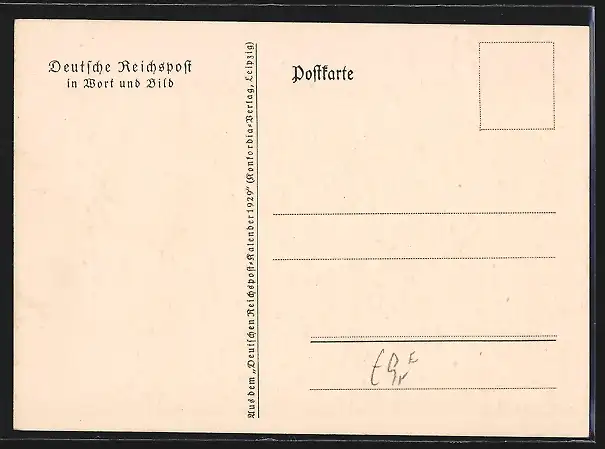 Deutsche Reichspost
in Wort und Bild
Aus dem „Deutschen Reichspost-Kalender 1929" (Konkordia-Verlag, Leipzig)
Postkarte